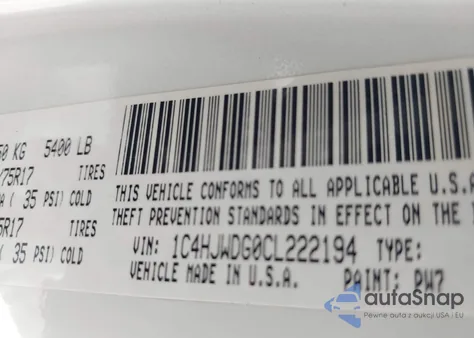 50 KG 5400 LB
/75R17 TIRES
A ( 35 PSI) COLD
5R17 TIRES
( 35 PSI) COLD
THIS VEHICLE CONFORMS TO ALL APPLICABLE U.S.A
THEFT PREVENTION STANDARDS IN EFFECT ON THE
VIN: 1C4HJWDG0CL222194 TYPE:
VEHICLE MADE IN U.S.A. PAINT: PW7
autoSnap
Pewne auta z aukcji USA i EU